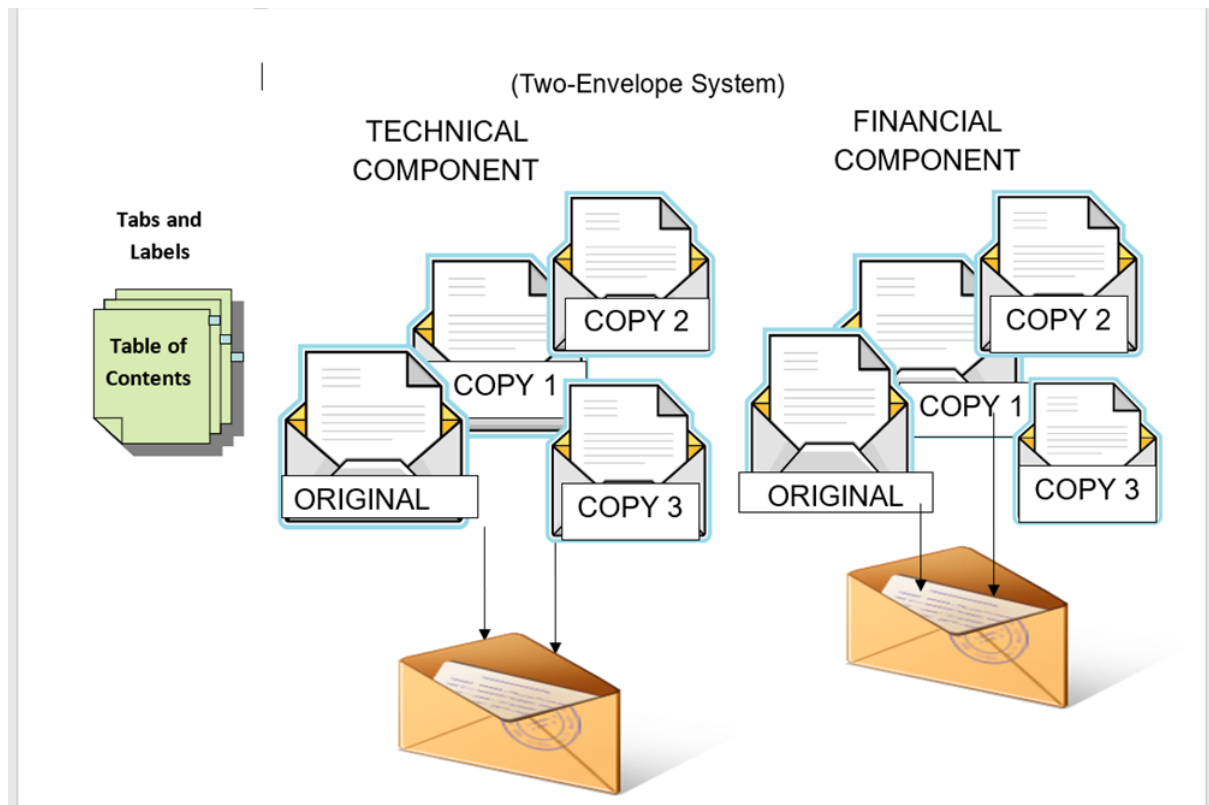 (Two-Envelope System)
TECHNICAL
COMPONENT
FINANCIAL
COMPONENT
Tabs and
Labels
Table of
Contents
COPY 2
COPY 1
ORIGINAL
COPY 3
COPY 2
COPY 1
ORIGINAL
COPY 3